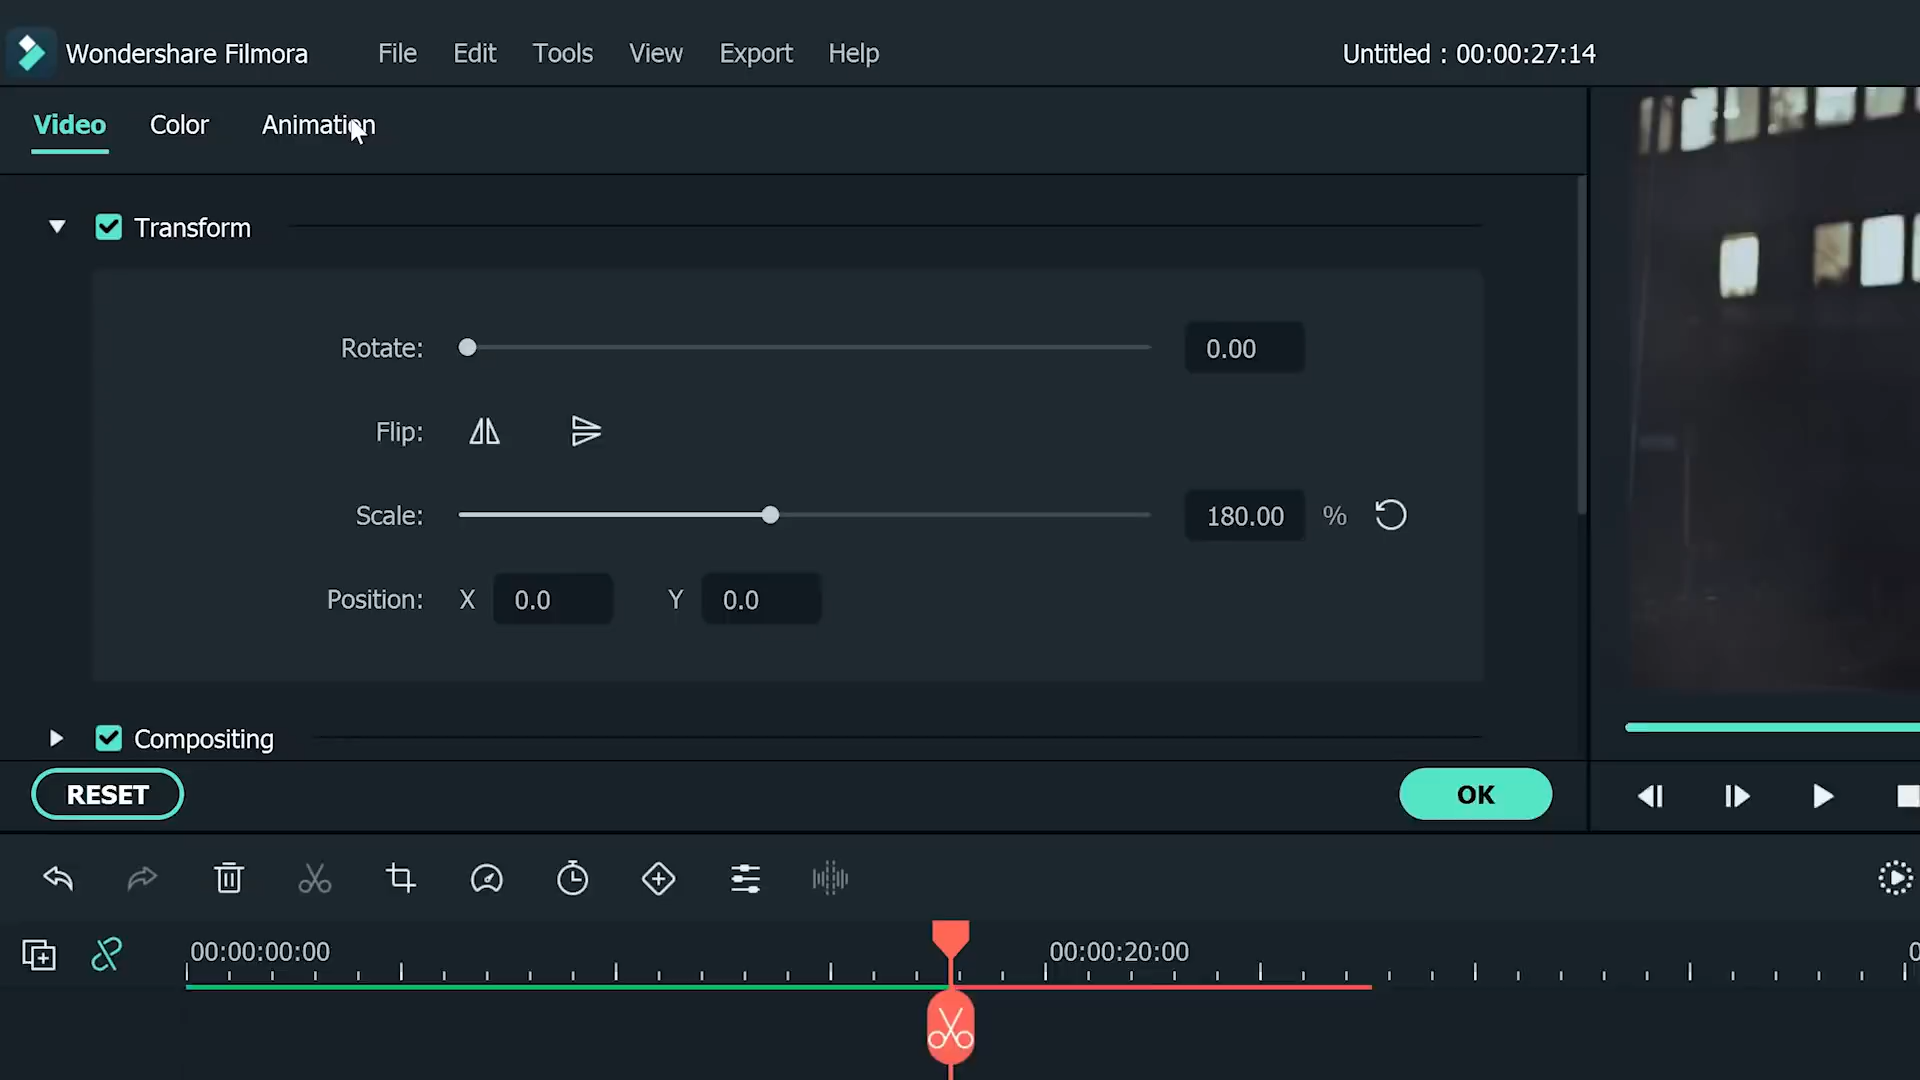 Wondershare Filmora File Edit Tools View Export Help Untitled : 00:00:27:14
Video Color Animation
Transform
Rotate: 0.00
Flip:
Scale: 180.00 %
Position: X 0.0 Y 0.0
Compositing
RESET OK
00:00:00:00 00:00:20:00